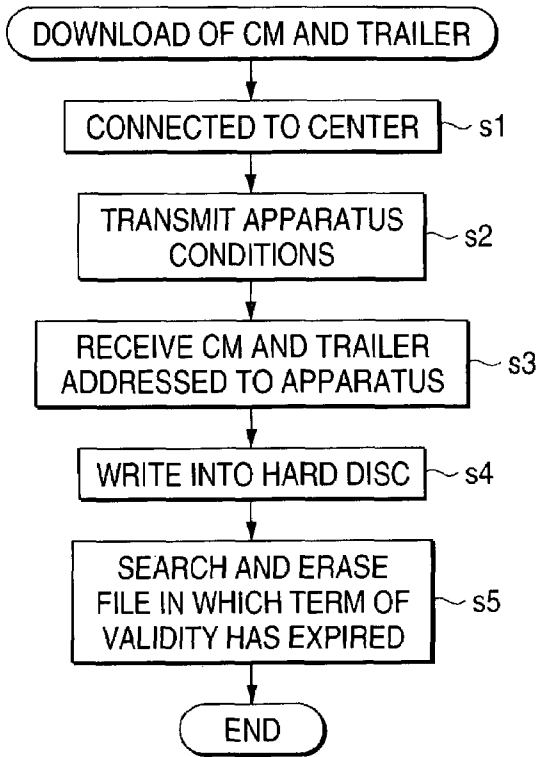 DOWNLOAD OF CM AND TRAILER
CONNECTED TO CENTER
s1
TRANSMIT APPARATUS
CONDITIONS
s2
RECEIVE CM AND TRAILER
ADDRESSED TO APPARATUS
s3
WRITE INTO HARD DISC
s4
SEARCH AND ERASE
FILE IN WHICH TERM OF
VALIDITY HAS EXPIRED
s5
END